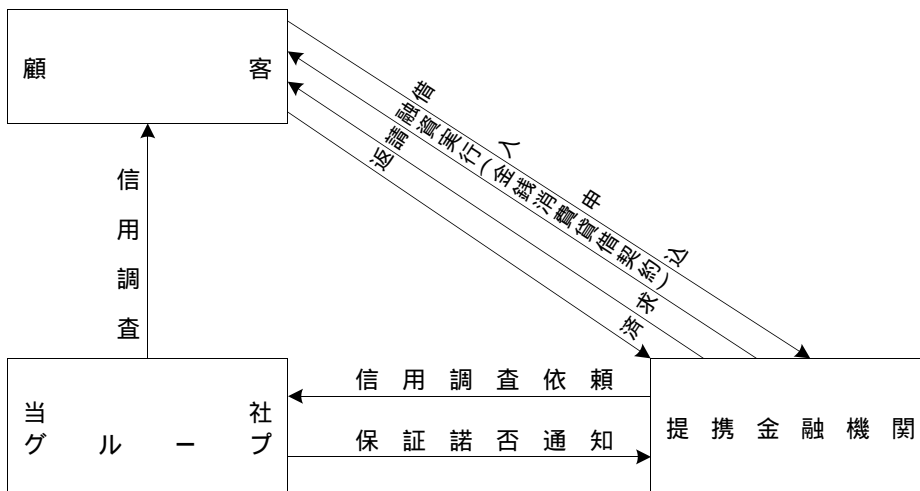 顧客
借入申込
融資実行(金銭消費貸借契約)
請求
返済
信用調査
信用調査依頼
当社
グループ
保証諾否通知
提携金融機関